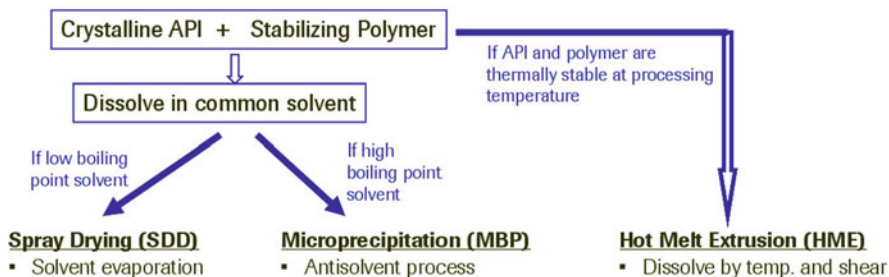 Crystalline API + Stabilizing Polymer
If API and polymer are
thermally stable at processing
temperature
Dissolve in common solvent
If low boiling
point solvent
If high
boiling point
solvent
Spray Drying (SDD)
▪ Solvent evaporation
Microprecipitation (MBP)
▪ Antisolvent process
Hot Melt Extrusion (HME)
▪ Dissolve by temp. and shear